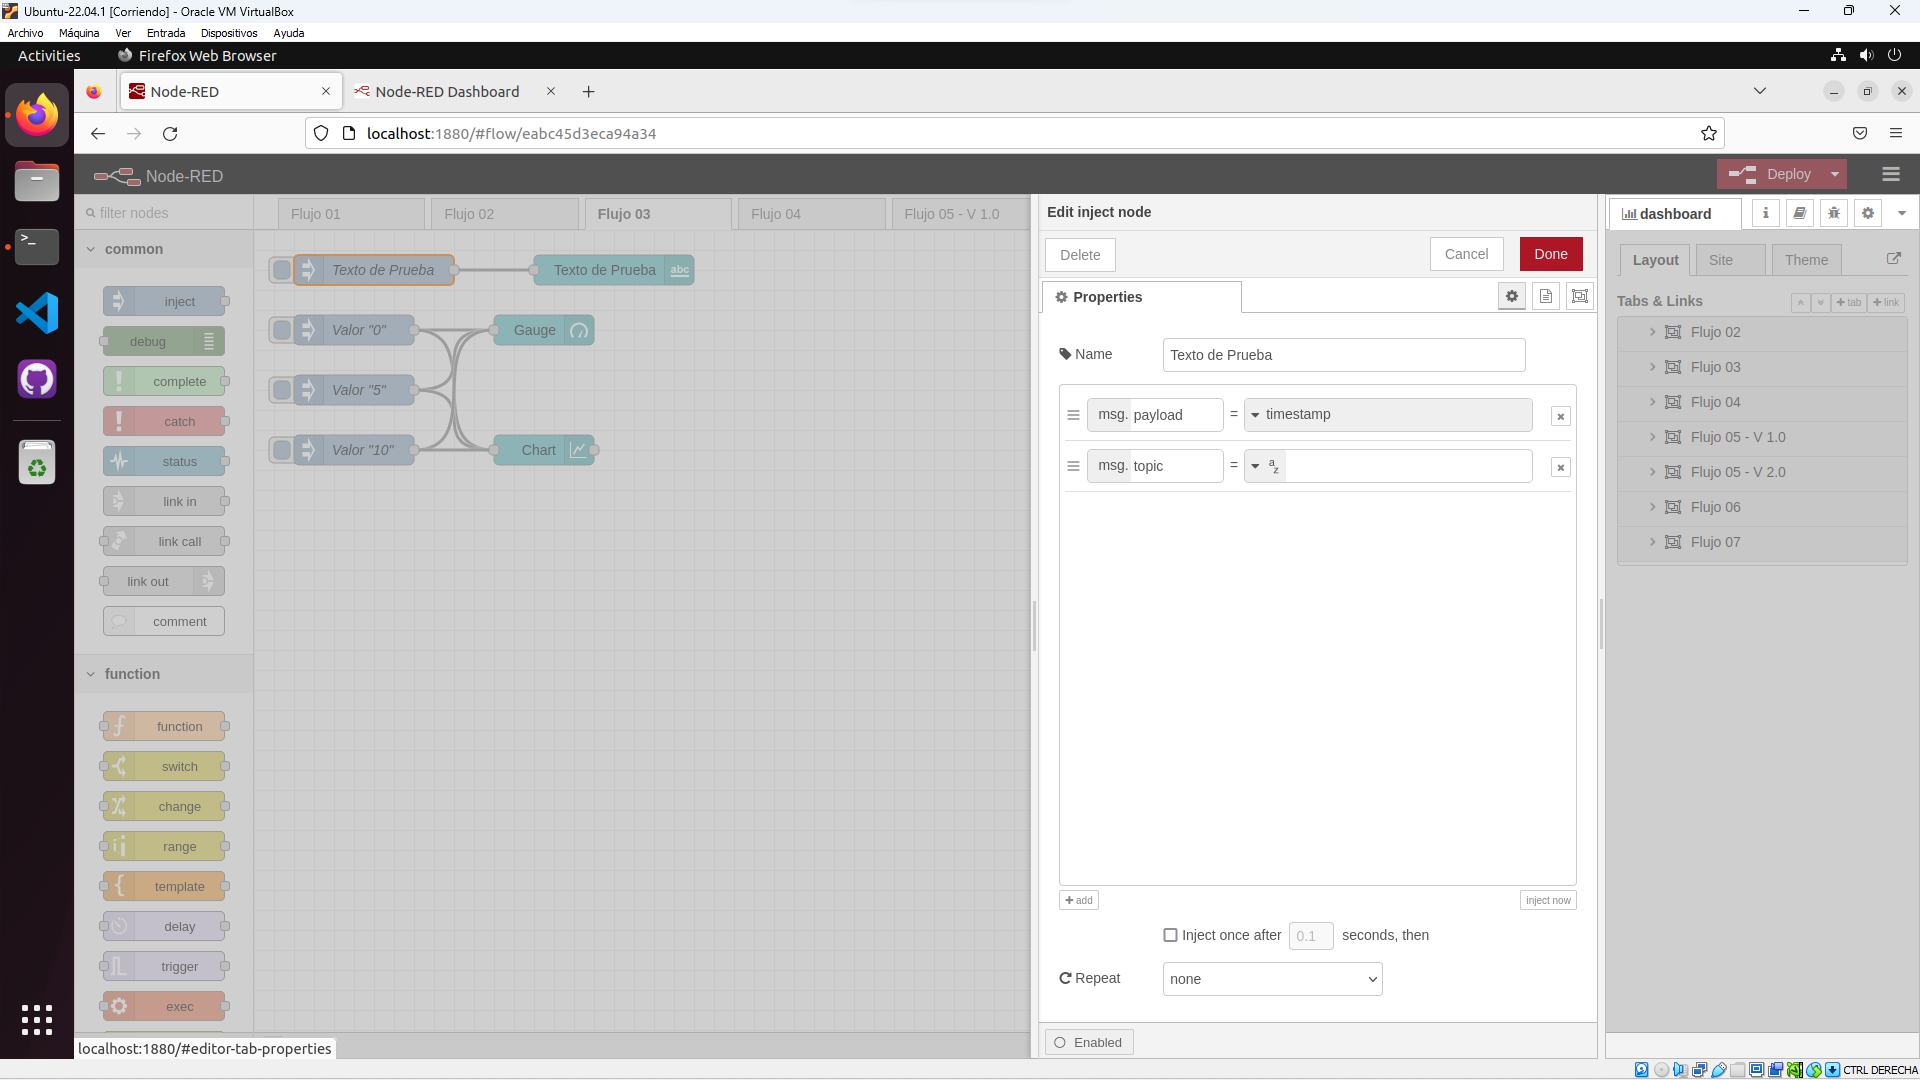 Ubuntu-22.04.1 [Corriendo] - Oracle VM VirtualBox
Archivo Máquina Ver Entrada Dispositivos Ayuda
Activities Firefox Web Browser
Node-RED Node-RED Dashboard
localhost:1880/#flow/eabc45d3eca94a34
Node-RED Deploy
filter nodes
common
inject
debug
complete
catch
status
link in
link call
link out
comment
function
function
switch
change
range
template
delay
trigger
exec
Flujo 01 Flujo 02 Flujo 03 Flujo 04 Flujo 05 - V 1.0
Texto de Prueba Texto de Prueba abc
Valor "0" Gauge
Valor "5"
Valor "10" Chart
Edit inject node
Delete Cancel Done
Properties
Name Texto de Prueba
msg. payload = timestamp
msg. topic = az
add inject now
Inject once after 0.1 seconds, then
Repeat none
Enabled
dashboard
Layout Site Theme
Tabs & Links tab link
Flujo 02
Flujo 03
Flujo 04
Flujo 05 - V 1.0
Flujo 05 - V 2.0
Flujo 06
Flujo 07
localhost:1880/#editor-tab-properties
CTRL DERECHA